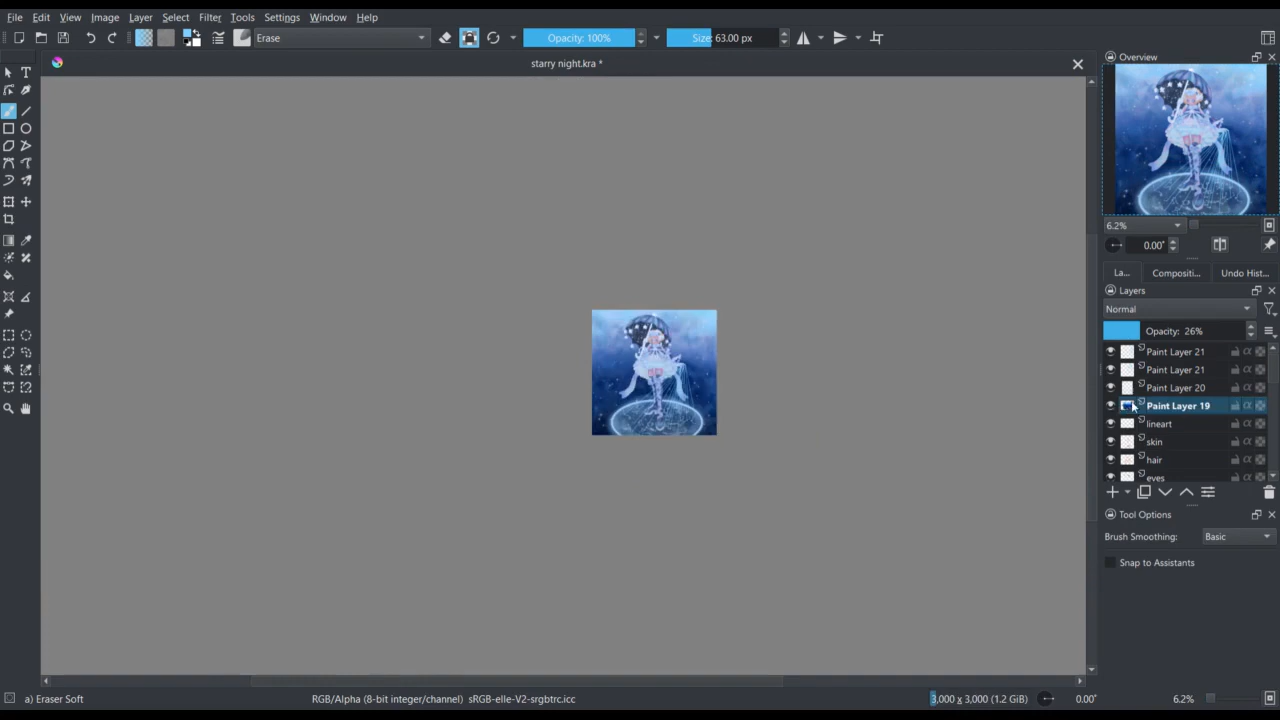 File Edit View Image Layer Select Filter Tools Settings Window Help
Erase Opacity: 100% Size: 63.00 px
starry night.kra *
Overview
6.2%
0.00°
La... Compositi... Undo Hist...
Layers
Normal
Opacity: 26%
Paint Layer 21
Paint Layer 21
Paint Layer 20
Paint Layer 19
lineart
skin
hair
eyes
Tool Options
Brush Smoothing: Basic
Snap to Assistants
a) Eraser Soft RGB/Alpha (8-bit integer/channel) sRGB-elle-V2-srgbtrc.icc 3,000 x 3,000 (1.2 GiB) 0.00° 6.2%